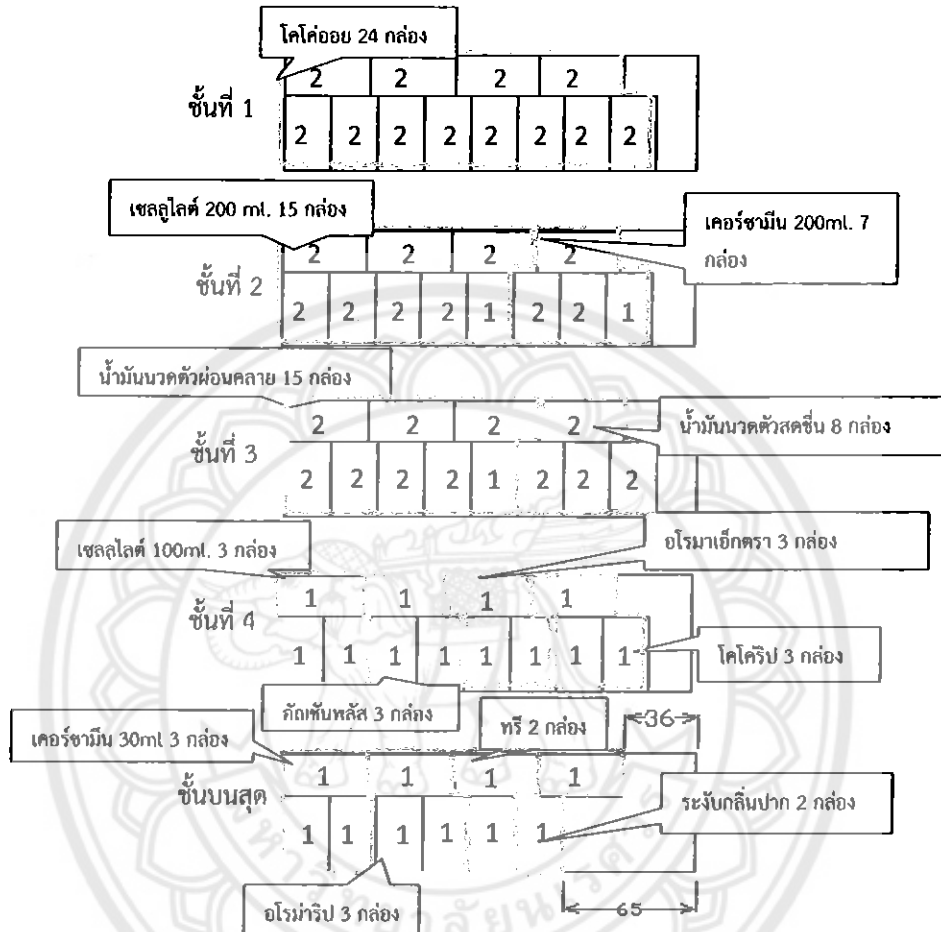 โคโค่ออย 24 กล่อง
ชั้นที่ 1
2 2 2 2
2 2 2 2 2 2 2 2
เซลลูไลต์ 200 ml. 15 กล่อง
เคอร์ซามีน 200ml. 7
กล่อง
ชั้นที่ 2
2 2 2 2
2 2 2 2 1 2 2 1
น้ำมันนวดตัวผ่อนคลาย 15 กล่อง
น้ำมันนวดตัวสดชื่น 8 กล่อง
ชั้นที่ 3
2 2 2 2
2 2 2 2 1 2 2 2
เซลลุไลต์ 100ml. 3 กล่อง
อโรมาเอ็กตรา 3 กล่อง
ชั้นที่ 4
1 1 1 1
1 1 1 1 1 1 1 1
โคโคริป 3 กล่อง
ภัถเชันพลัส 3 กล่อง
ทรี 2 กล่อง
36
เคอร์ซามีน 30ml 3 กล่อง
ชั้นบนสุด
1 1 1 1
1 1 1 1 1 1
ระงับกลิ่นปาก 2 กล่อง
อโรม่าริป 3 กล่อง
65